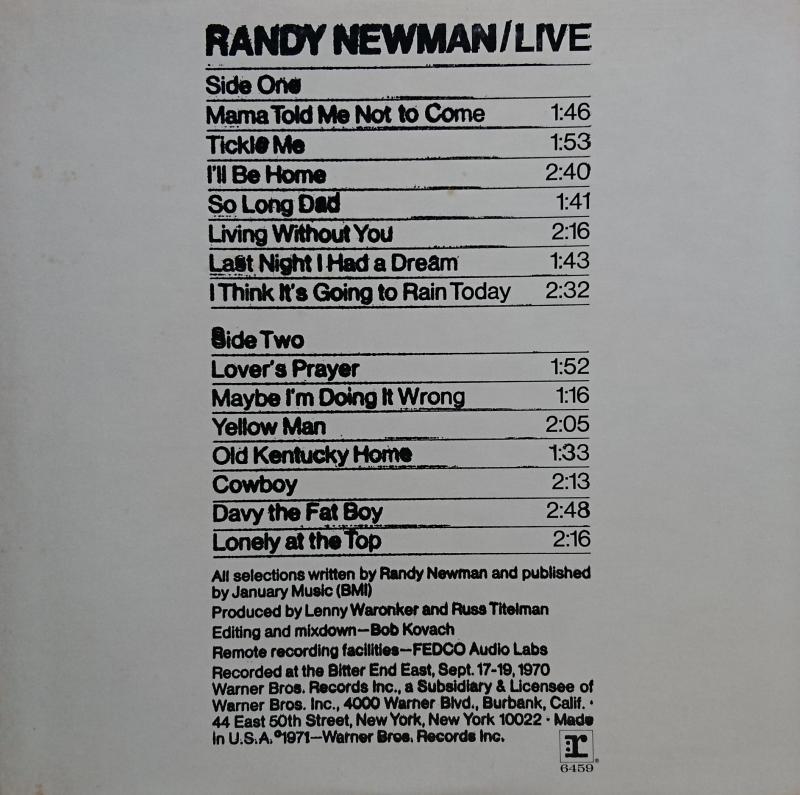 RANDY NEWMAN/LIVE
Side One
Mama Told Me Not to Come 1:46
Tickle Me 1:53
I'll Be Home 2:40
So Long Dad 1:41
Living Without You 2:16
Last Night I Had a Dream 1:43
I Think It's Going to Rain Today 2:32
Side Two
Lover's Prayer 1:52
Maybe I'm Doing It Wrong 1:16
Yellow Man 2:05
Old Kentucky Home 1:33
Cowboy 2:13
Davy the Fat Boy 2:48
Lonely at the Top 2:16
All selections written by Randy Newman and published
by January Music (BMI)
Produced by Lenny Waronker and Russ Titelman
Editing and mixdown—Bob Kovach
Remote recording facilities—FEDCO Audio Labs
Recorded at the Bitter End East, Sept. 17-19, 1970
Warner Bros. Records Inc., a Subsidiary & Licensee of
Warner Bros. Inc., 4000 Warner Blvd., Burbank, Calif. •
44 East 50th Street, New York, New York 10022 • Made
in U.S.A. ©1971—Warner Bros. Records Inc.
r ®
6459